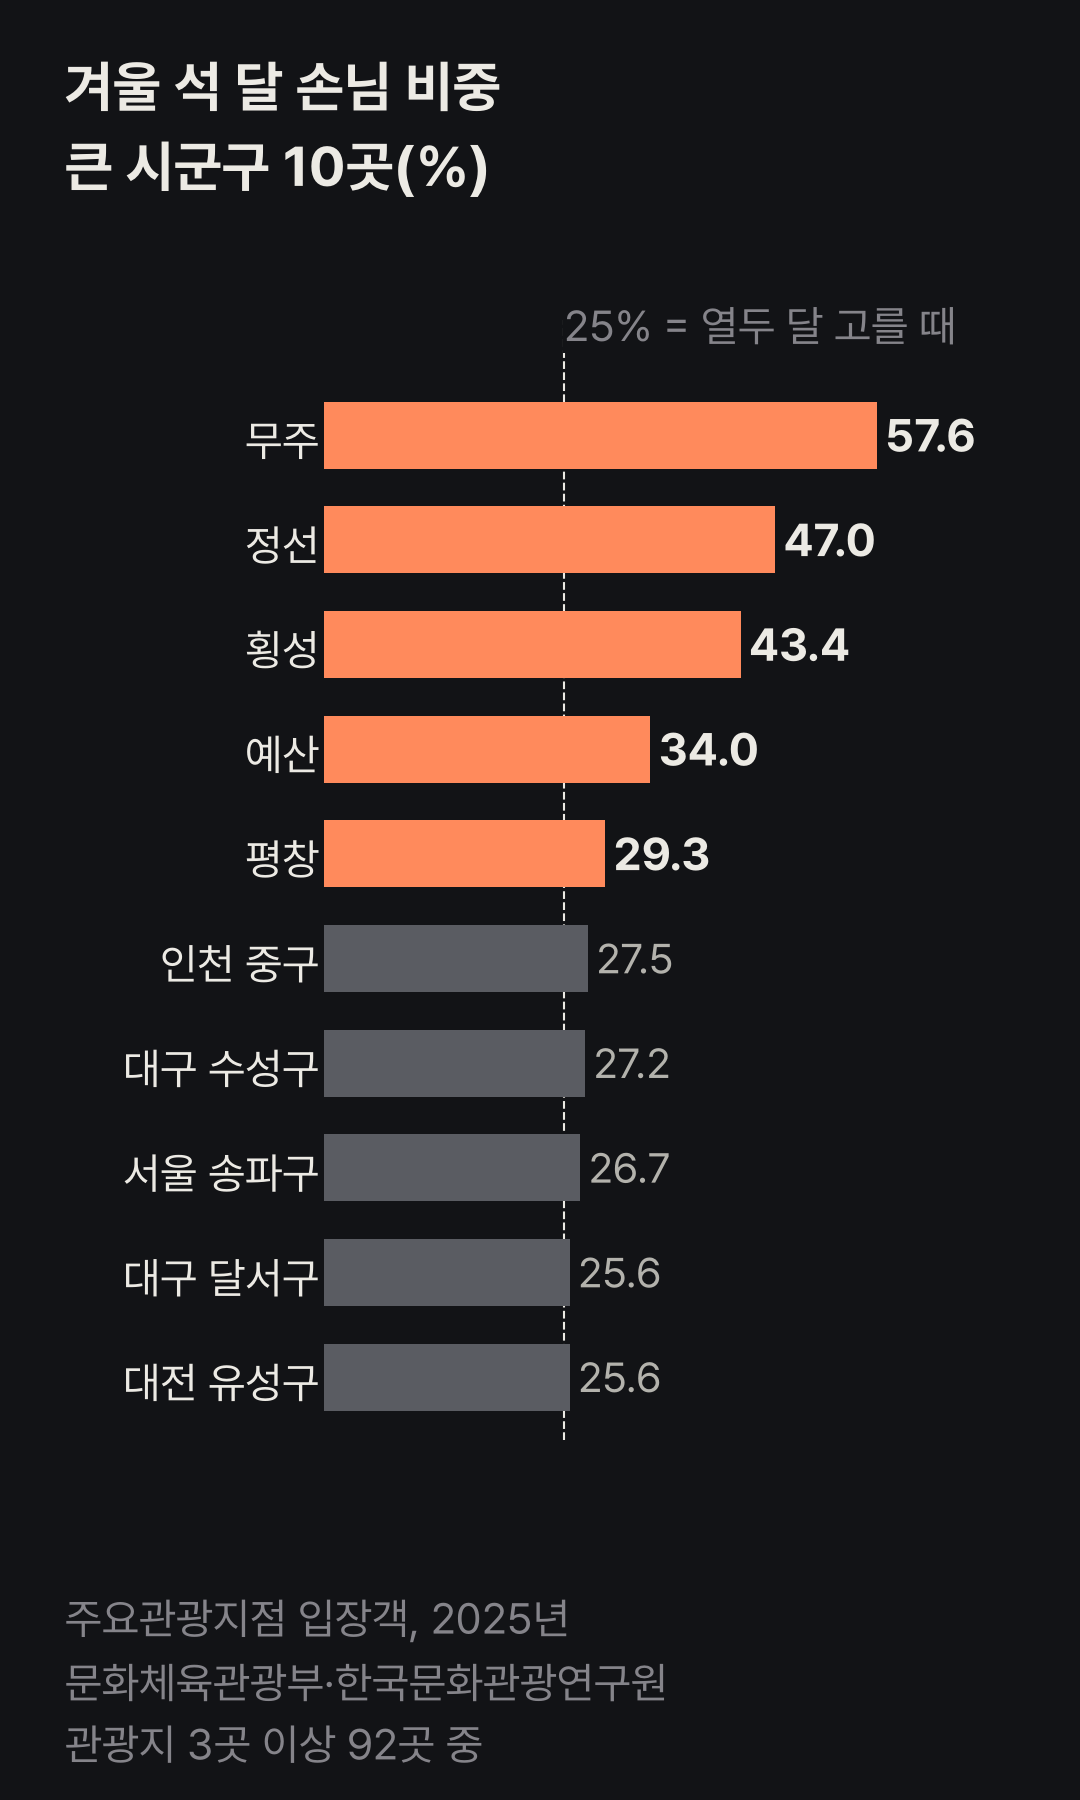 겨울 석 달 손님 비중
큰 시군구 10곳(%)
25% = 열두 달 고를 때
무주 57.6
정선 47.0
횡성 43.4
예산 34.0
평창 29.3
인천 중구 27.5
대구 수성구 27.2
서울 송파구 26.7
대구 달서구 25.6
대전 유성구 25.6
주요관광지점 입장객, 2025년
문화체육관광부·한국문화관광연구원
관광지 3곳 이상 92곳 중